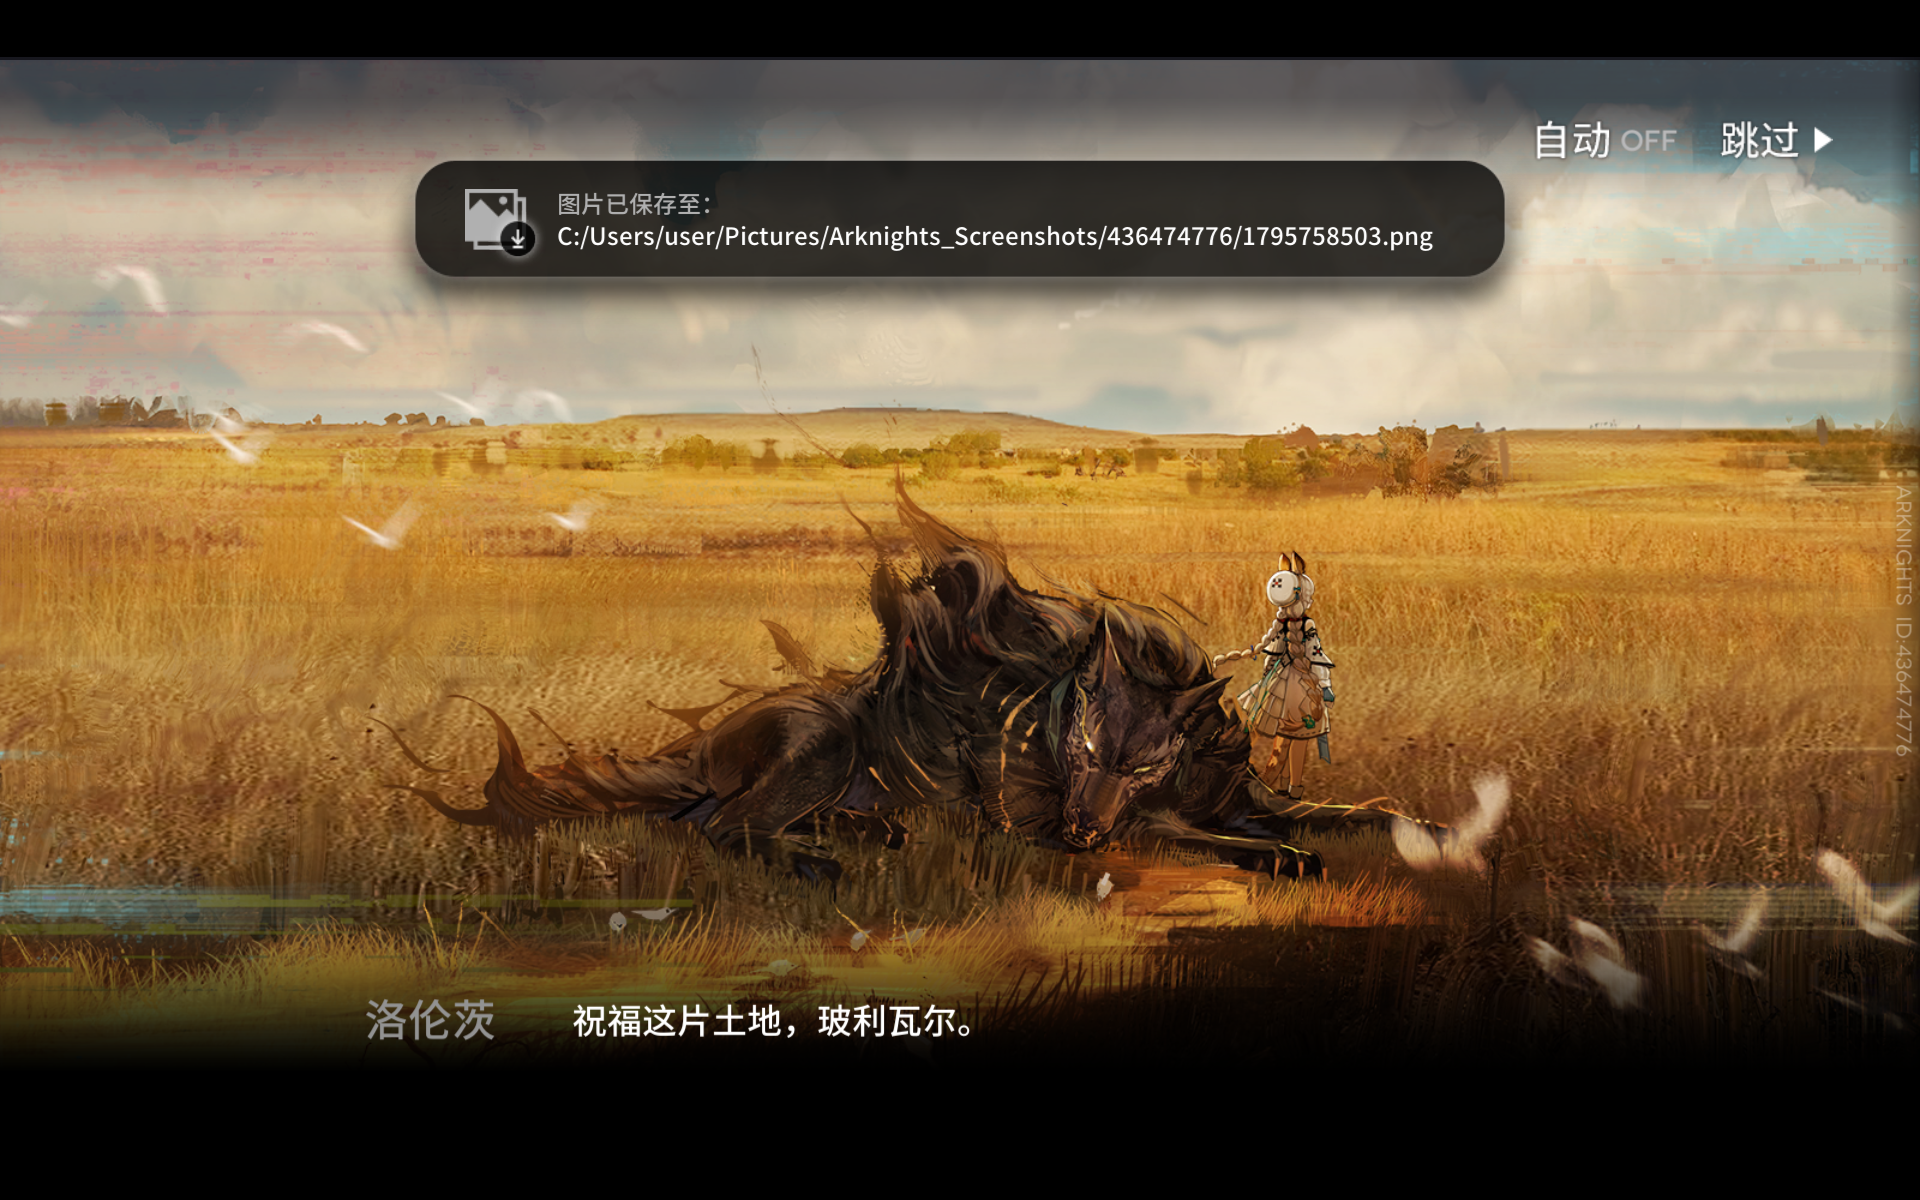 自动 OFF 跳过
图片已保存至：
C:/Users/user/Pictures/Arknights_Screenshots/436474776/1795758503.png
ARKNIGHTS ID:436474776
洛伦茨 祝福这片土地，玻利瓦尔。